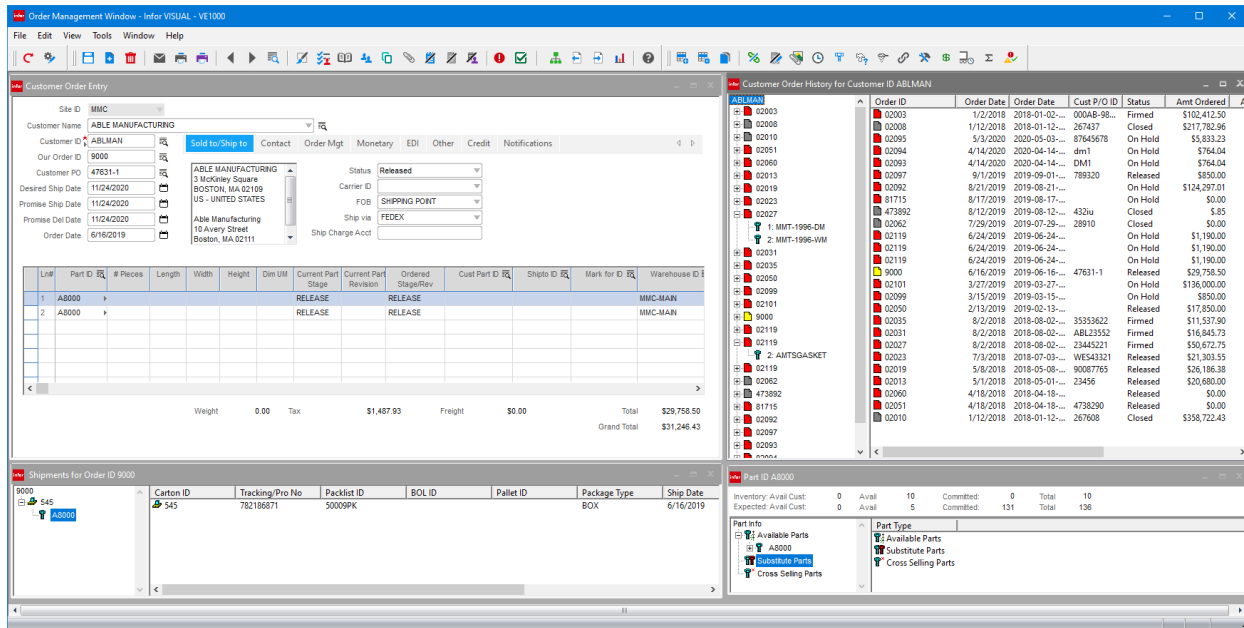 infor Order Management Window - Infor VISUAL - VE1000
File Edit View Tools Window Help
infor Customer Order Entry
Site ID MMC
Customer Name ABLE MANUFACTURING
Customer ID ABLMAN
Our Order ID 9000
Customer PO 47631-1
Desired Ship Date 11/24/2020
Promise Ship Date 11/24/2020
Promise Del Date 11/24/2020
Order Date 6/16/2019
Sold to/Ship to Contact Order Mgt Monetary EDI Other Credit Notifications
ABLE MANUFACTURING
3 McKinley Square
BOSTON, MA 02109
US - UNITED STATES
Able Manufacturing
10 Avery Street
Boston, MA 02111
Status Released
Carrier ID
FOB SHIPPING POINT
Ship via FEDEX
Ship Charge Acct
Ln# Part ID # Pieces Length Width Height Dim UM Current Part Stage Current Part Revision Ordered Stage/Rev Cust Part ID Shipto ID Mark for ID Warehouse ID
1 A8000 RELEASE RELEASE MMC-MAIN
2 A8000 RELEASE RELEASE MMC-MAIN
Weight 0.00 Tax $1,487.93 Freight $0.00 Total $29,758.50
Grand Total $31,246.43
infor Customer Order History for Customer ID ABLMAN
ABLMAN
02003
02008
02010
02051
02060
02013
02019
02023
02027
1: MMT-1996-DM
2: MMT-1996-WM
02031
02035
02050
02099
02101
9000
02119
02119
2: AMTSGASKET
02119
02062
473892
81715
02092
02097
02093
02094
Order ID Order Date Order Date Cust P/O ID Status Amt Ordered
02003 1/2/2018 2018-01-02-... 000AB-98... Firmed $102,412.50
02008 1/12/2018 2018-01-12-... 267437 Closed $217,782.96
02095 5/3/2020 2020-05-03-... 87645678 On Hold $5,833.23
02094 4/14/2020 2020-04-14-... dm1 On Hold $764.04
02093 4/14/2020 2020-04-14-... DM1 On Hold $764.04
02097 9/1/2019 2019-09-01-... 789320 Released $850.00
02092 8/21/2019 2019-08-21-... On Hold $124,297.01
81715 8/17/2019 2019-08-17-... On Hold $0.00
473892 8/12/2019 2019-08-12-... 432iu Closed $.85
02062 7/29/2019 2019-07-29-... 28910 Closed $0.00
02119 6/24/2019 2019-06-24-... On Hold $1,190.00
02119 6/24/2019 2019-06-24-... On Hold $1,190.00
02119 6/24/2019 2019-06-24-... On Hold $1,190.00
9000 6/16/2019 2019-06-16-... 47631-1 Released $29,758.50
02101 3/27/2019 2019-03-27-... On Hold $136,000.00
02099 3/15/2019 2019-03-15-... On Hold $850.00
02050 2/13/2019 2019-02-13-... Released $17,850.00
02035 8/2/2018 2018-08-02-... 35353622 Firmed $11,537.90
02031 8/2/2018 2018-08-02-... ABL23552 Firmed $16,845.73
02027 8/2/2018 2018-08-02-... 23445221 Firmed $50,672.75
02023 7/3/2018 2018-07-03-... WES43321 Released $21,303.55
02019 5/8/2018 2018-05-08-... 90087765 Released $26,186.38
02013 5/1/2018 2018-05-01-... 23456 Released $20,680.00
02060 4/18/2018 2018-04-18-... Released $0.00
02051 4/18/2018 2018-04-18-... 4738290 Released $0.00
02010 1/12/2018 2018-01-12-... 267608 Closed $358,722.43
infor Shipments for Order ID 9000
9000
545
A8000
Carton ID Tracking/Pro No Packlist ID BOL ID Pallet ID Package Type Ship Date
545 782186871 50009PK BOX 6/16/2019
infor Part ID A8000
Inventory: Avail Cust: 0 Avail 10 Committed: 0 Total 10
Expected: Avail Cust: 0 Avail 5 Committed: 131 Total 136
Part Info
Available Parts
A8000
Substitute Parts
Cross Selling Parts
Part Type
Available Parts
Substitute Parts
Cross Selling Parts